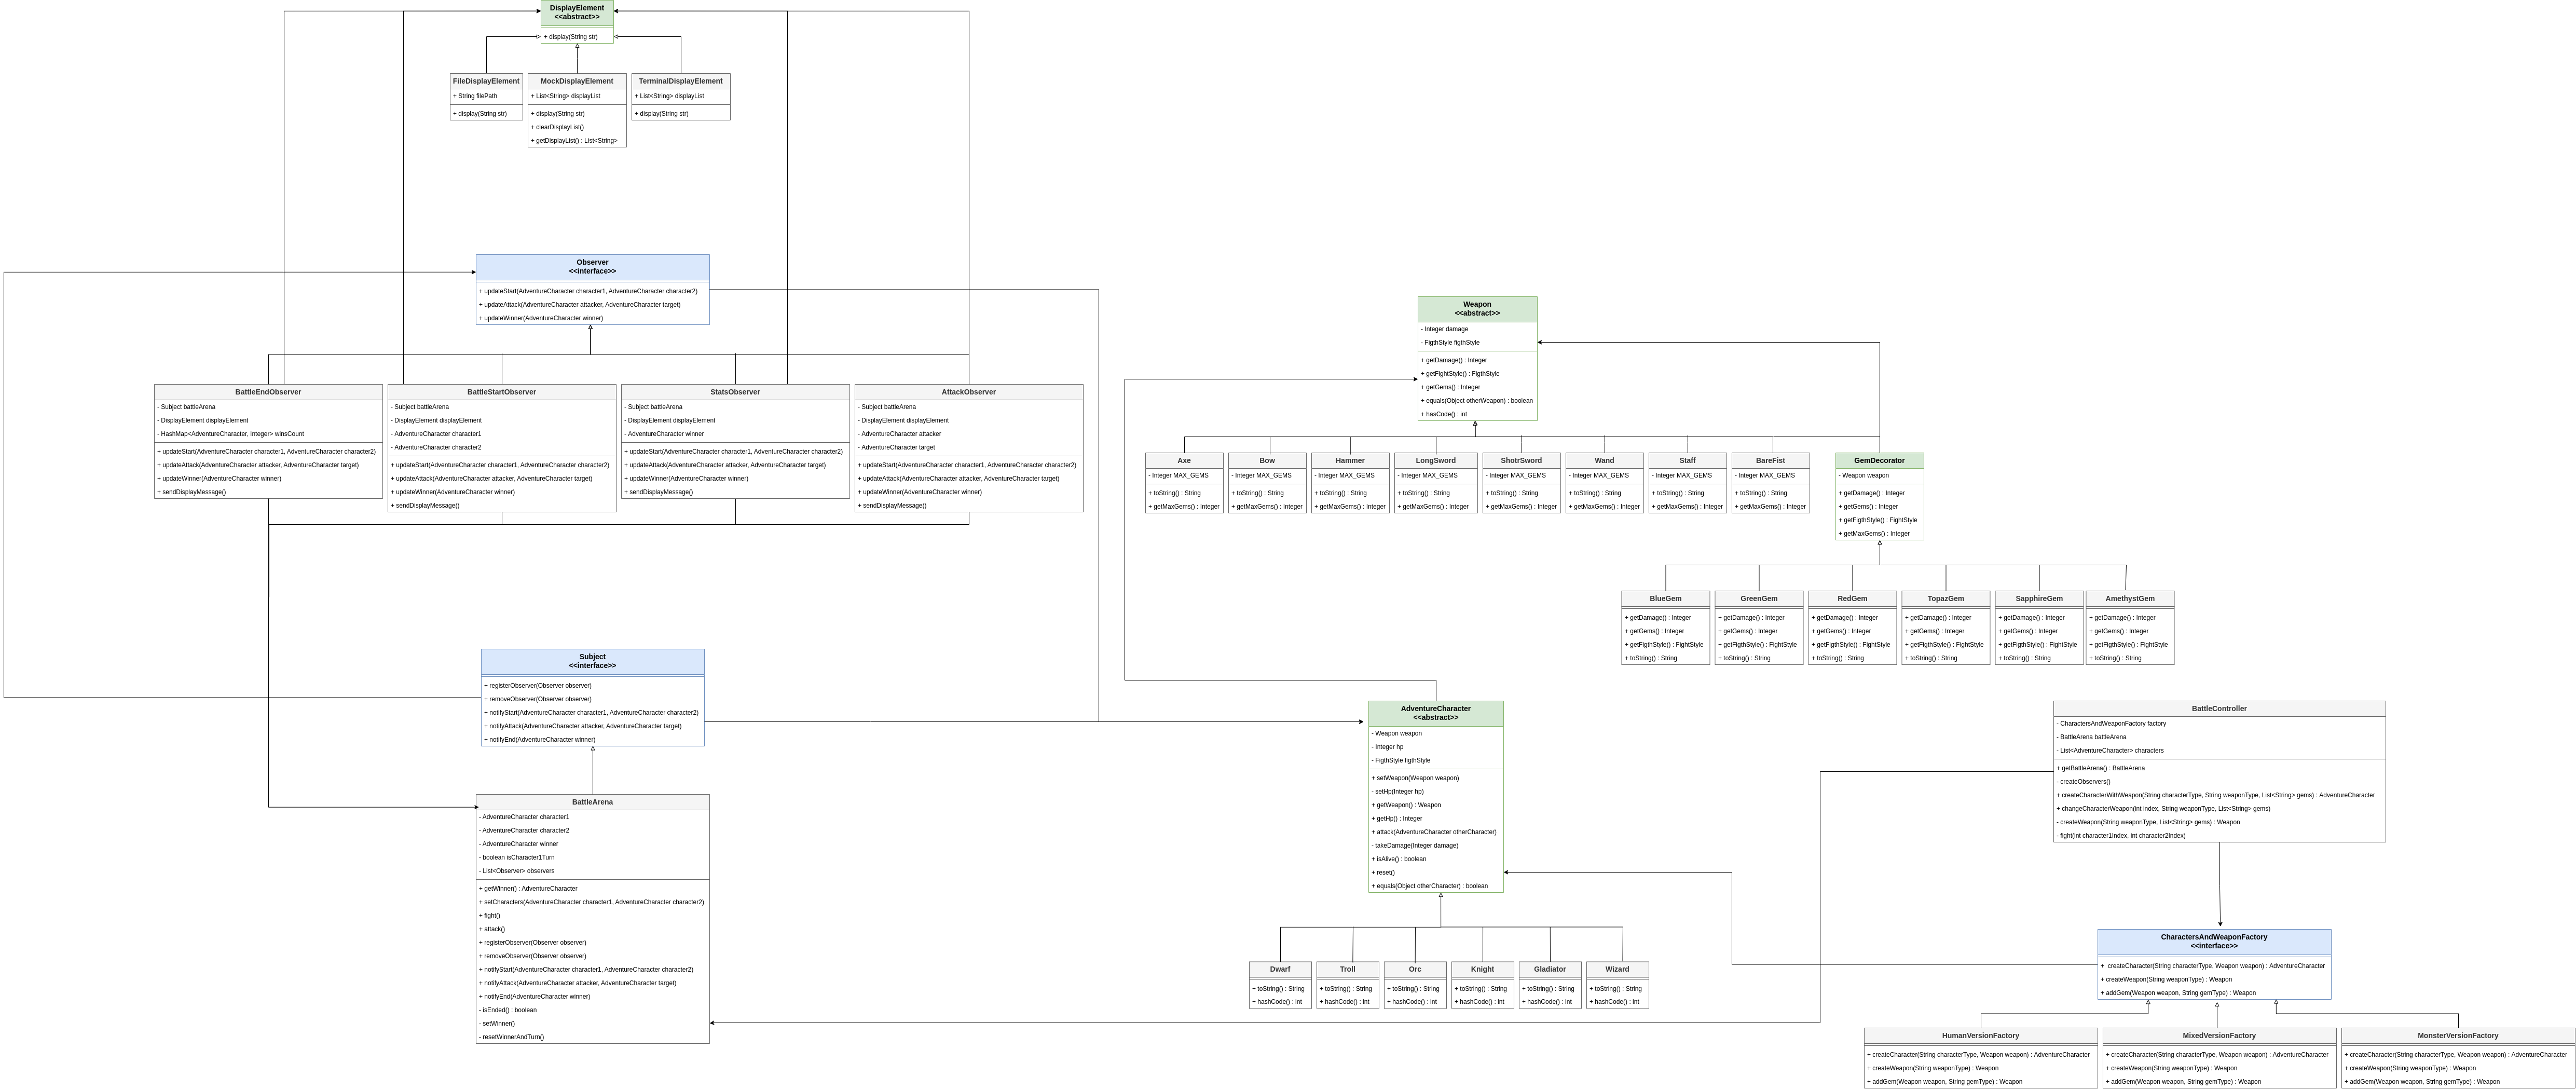 DisplayElement
<<abstract>>
+ display(String str)
FileDisplayElement
+ String filePath
+ display(String str)
MockDisplayElement
+ List<String> displayList
+ display(String str)
+ clearDisplayList()
+ getDisplayList() : List<String>
TerminalDisplayElement
+ List<String> displayList
+ display(String str)
Observer
<<interface>>
+ updateStart(AdventureCharacter character1, AdventureCharacter character2)
+ updateAttack(AdventureCharacter attacker, AdventureCharacter target)
+ updateWinner(AdventureCharacter winner)
BattleEndObserver
- Subject battleArena
- DisplayElement displayElement
- HashMap<AdventureCharacter, Integer> winsCount
+ updateStart(AdventureCharacter character1, AdventureCharacter character2)
+ updateAttack(AdventureCharacter attacker, AdventureCharacter target)
+ updateWinner(AdventureCharacter winner)
+ sendDisplayMessage()
BattleStartObserver
- Subject battleArena
- DisplayElement displayElement
- AdventureCharacter character1
- AdventureCharacter character2
+ updateStart(AdventureCharacter character1, AdventureCharacter character2)
+ updateAttack(AdventureCharacter attacker, AdventureCharacter target)
+ updateWinner(AdventureCharacter winner)
+ sendDisplayMessage()
StatsObserver
- Subject battleArena
- DisplayElement displayElement
- AdventureCharacter winner
+ updateStart(AdventureCharacter character1, AdventureCharacter character2)
+ updateAttack(AdventureCharacter attacker, AdventureCharacter target)
+ updateWinner(AdventureCharacter winner)
+ sendDisplayMessage()
AttackObserver
- Subject battleArena
- DisplayElement displayElement
- AdventureCharacter attacker
- AdventureCharacter target
+ updateStart(AdventureCharacter character1, AdventureCharacter character2)
+ updateAttack(AdventureCharacter attacker, AdventureCharacter target)
+ updateWinner(AdventureCharacter winner)
+ sendDisplayMessage()
Weapon
<<abstract>>
- Integer damage
- FigthStyle figthStyle
+ getDamage() : Integer
+ getFightStyle() : FigthStyle
+ getGems() : Integer
+ equals(Object otherWeapon) : boolean
+ hasCode() : int
Axe
- Integer MAX_GEMS
+ toString() : String
+ getMaxGems() : Integer
Bow
- Integer MAX_GEMS
+ toString() : String
+ getMaxGems() : Integer
Hammer
- Integer MAX_GEMS
+ toString() : String
+ getMaxGems() : Integer
LongSword
- Integer MAX_GEMS
+ toString() : String
+ getMaxGems() : Integer
ShotrSword
- Integer MAX_GEMS
+ toString() : String
+ getMaxGems() : Integer
Wand
- Integer MAX_GEMS
+ toString() : String
+ getMaxGems() : Integer
Staff
- Integer MAX_GEMS
+ toString() : String
+ getMaxGems() : Integer
BareFist
- Integer MAX_GEMS
+ toString() : String
+ getMaxGems() : Integer
GemDecorator
- Weapon weapon
+ getDamage() : Integer
+ getGems() : Integer
+ getFigthStyle() : FightStyle
+ getMaxGems() : Integer
BlueGem
+ getDamage() : Integer
+ getGems() : Integer
+ getFigthStyle() : FightStyle
+ toString() : String
GreenGem
+ getDamage() : Integer
+ getGems() : Integer
+ getFigthStyle() : FightStyle
+ toString() : String
RedGem
+ getDamage() : Integer
+ getGems() : Integer
+ getFigthStyle() : FightStyle
+ toString() : String
TopazGem
+ getDamage() : Integer
+ getGems() : Integer
+ getFigthStyle() : FightStyle
+ toString() : String
SapphireGem
+ getDamage() : Integer
+ getGems() : Integer
+ getFigthStyle() : FightStyle
+ toString() : String
AmethystGem
+ getDamage() : Integer
+ getGems() : Integer
+ getFigthStyle() : FightStyle
+ toString() : String
Subject
<<interface>>
+ registerObserver(Observer observer)
+ removeObserver(Observer observer)
+ notifyStart(AdventureCharacter character1, AdventureCharacter character2)
+ notifyAttack(AdventureCharacter attacker, AdventureCharacter target)
+ notifyEnd(AdventureCharacter winner)
BattleArena
- AdventureCharacter character1
- AdventureCharacter character2
- AdventureCharacter winner
- boolean isCharacter1Turn
- List<Observer> observers
+ getWinner() : AdventureCharacter
+ setCharacters(AdventureCharacter character1, AdventureCharacter character2)
+ fight()
+ attack()
+ registerObserver(Observer observer)
+ removeObserver(Observer observer)
+ notifyStart(AdventureCharacter character1, AdventureCharacter character2)
+ notifyAttack(AdventureCharacter attacker, AdventureCharacter target)
+ notifyEnd(AdventureCharacter winner)
- isEnded() : boolean
- setWinner()
- resetWinnerAndTurn()
AdventureCharacter
<<abstract>>
- Weapon weapon
- Integer hp
- FigthStyle figthStyle
+ setWeapon(Weapon weapon)
- setHp(Integer hp)
+ getWeapon() : Weapon
+ getHp() : Integer
+ attack(AdventureCharacter otherCharacter)
- takeDamage(Integer damage)
+ isAlive() : boolean
+ reset()
+ equals(Object otherCharacter) : boolean
Dwarf
+ toString() : String
+ hashCode() : int
Troll
+ toString() : String
+ hashCode() : int
Orc
+ toString() : String
+ hashCode() : int
Knight
+ toString() : String
+ hashCode() : int
Gladiator
+ toString() : String
+ hashCode() : int
Wizard
+ toString() : String
+ hashCode() : int
BattleController
- CharactersAndWeaponFactory factory
- BattleArena battleArena
- List<AdventureCharacter> characters
+ getBattleArena() : BattleArena
- createObservers()
+ createCharacterWithWeapon(String characterType, String weaponType, List<String> gems) : AdventureCharacter
+ changeCharacterWeapon(int index, String weaponType, List<String> gems)
- createWeapon(String weaponType, List<String> gems) : Weapon
- fight(int character1Index, int character2Index)
CharactersAndWeaponFactory
<<interface>>
+ createCharacter(String characterType, Weapon weapon) : AdventureCharacter
+ createWeapon(String weaponType) : Weapon
+ addGem(Weapon weapon, String gemType) : Weapon
HumanVersionFactory
+ createCharacter(String characterType, Weapon weapon) : AdventureCharacter
+ createWeapon(String weaponType) : Weapon
+ addGem(Weapon weapon, String gemType) : Weapon
MixedVersionFactory
+ createCharacter(String characterType, Weapon weapon) : AdventureCharacter
+ createWeapon(String weaponType) : Weapon
+ addGem(Weapon weapon, String gemType) : Weapon
MonsterVersionFactory
+ createCharacter(String characterType, Weapon weapon) : AdventureCharacter
+ createWeapon(String weaponType) : Weapon
+ addGem(Weapon weapon, String gemType) : Weapon